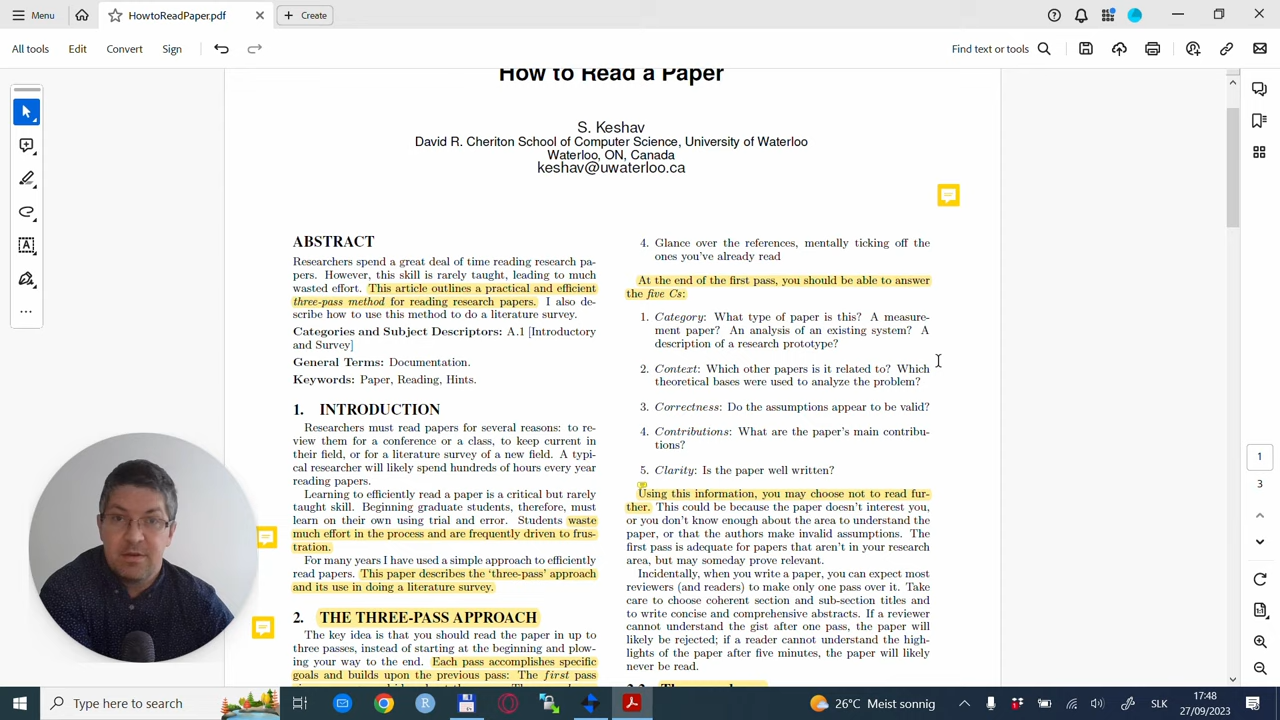 Menu
HowtoReadPaper.pdf
Create
All tools
Edit
Convert
Sign
Find text or tools
How to Read a Paper
S. Keshav
David R. Cheriton School of Computer Science, University of Waterloo
Waterloo, ON, Canada
keshav@uwaterloo.ca
ABSTRACT
Researchers spend a great deal of time reading research pa-
pers. However, this skill is rarely taught, leading to much
wasted effort. This article outlines a practical and efficient
three-pass method for reading research papers. I also de-
scribe how to use this method to do a literature survey.
Categories and Subject Descriptors: A.1 [Introductory
and Survey]
General Terms: Documentation.
Keywords: Paper, Reading, Hints.
1. INTRODUCTION
Researchers must read papers for several reasons: to re-
view them for a conference or a class, to keep current in
their field, or for a literature survey of a new field. A typi-
cal researcher will likely spend hundreds of hours every year
reading papers.
Learning to efficiently read a paper is a critical but rarely
taught skill. Beginning graduate students, therefore, must
learn on their own using trial and error. Students waste
much effort in the process and are frequently driven to frus-
tration.
For many years I have used a simple approach to efficiently
read papers. This paper describes the 'three-pass' approach
and its use in doing a literature survey.
2. THE THREE-PASS APPROACH
The key idea is that you should read the paper in up to
three passes, instead of starting at the beginning and plow-
ing your way to the end. Each pass accomplishes specific
goals and builds upon the previous pass: The first pass
4. Glance over the references, mentally ticking off the
ones you've already read
At the end of the first pass, you should be able to answer
the five Cs:
1. Category: What type of paper is this? A measure-
ment paper? An analysis of an existing system? A
description of a research prototype?
2. Context: Which other papers is it related to? Which
theoretical bases were used to analyze the problem?
3. Correctness: Do the assumptions appear to be valid?
4. Contributions: What are the paper's main contribu-
tions?
5. Clarity: Is the paper well written?
Using this information, you may choose not to read fur-
ther. This could be because the paper doesn't interest you,
or you don't know enough about the area to understand the
paper, or that the authors make invalid assumptions. The
first pass is adequate for papers that aren't in your research
area, but may someday prove relevant.
Incidentally, when you write a paper, you can expect most
reviewers (and readers) to make only one pass over it. Take
care to choose coherent section and sub-section titles and
to write concise and comprehensive abstracts. If a reviewer
cannot understand the gist after one pass, the paper will
likely be rejected; if a reader cannot understand the high-
lights of the paper after five minutes, the paper will likely
never be read.
1
3
Type here to search
R
26°C Meist sonnig
SLK
17:48
27/09/2023